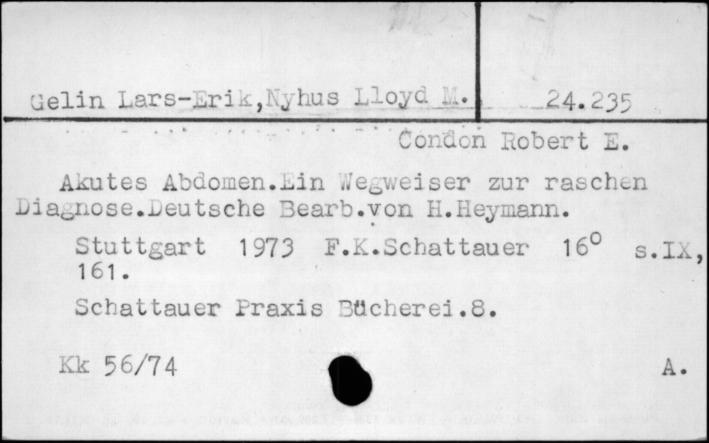 Gelin Lars-Erik,Nyhus Lloyd M. 24.235
Condon Robert E.
Akutes Abdomen.Ein Wegweiser zur raschen
Diagnose.Deutsche Bearb.von H.Heymann.
Stuttgart 1973 F.K.Schattauer 16° s.IX,
161.
Schattauer Praxis Bücherei.8.
Kk 56/74 A.